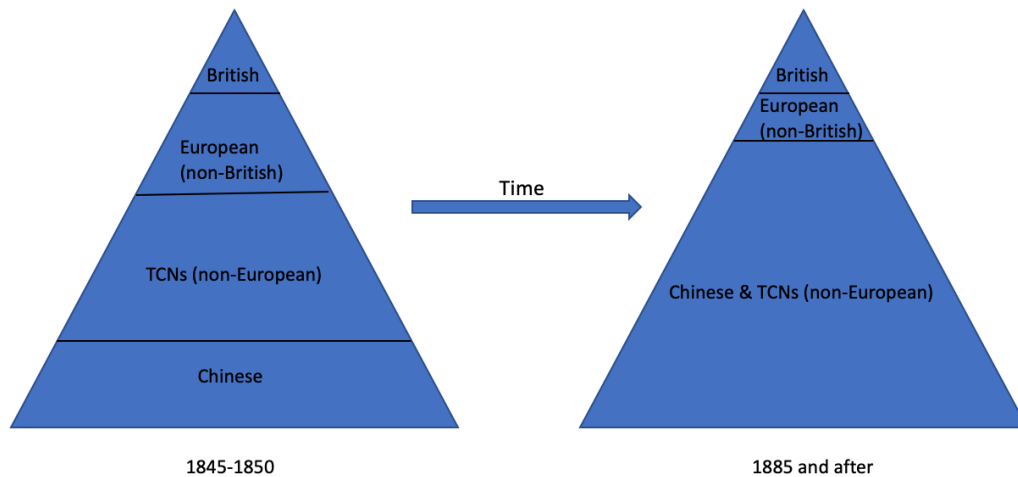 British
European
(non-British)
TCNs (non-European)
Chinese
1845-1850
Time
British
European
(non-British)
Chinese & TCNs (non-European)
1885 and after